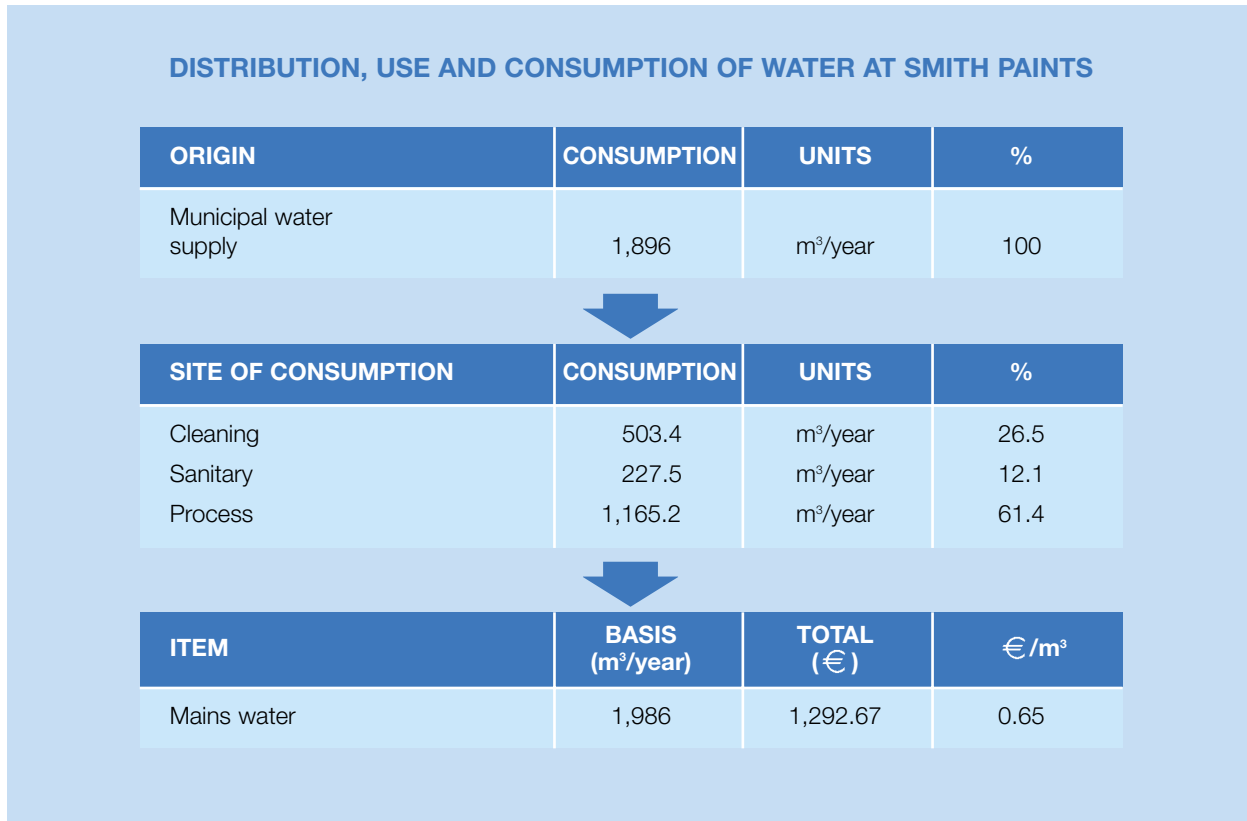 DISTRIBUTION, USE AND CONSUMPTION OF WATER AT SMITH PAINTS
ORIGIN CONSUMPTION UNITS %
Municipal water
supply 1,896 m³/year 100
SITE OF CONSUMPTION CONSUMPTION UNITS %
Cleaning 503.4 m³/year 26.5
Sanitary 227.5 m³/year 12.1
Process 1,165.2 m³/year 61.4
ITEM BASIS (m³/year) TOTAL (€) €/m³
Mains water 1,986 1,292.67 0.65